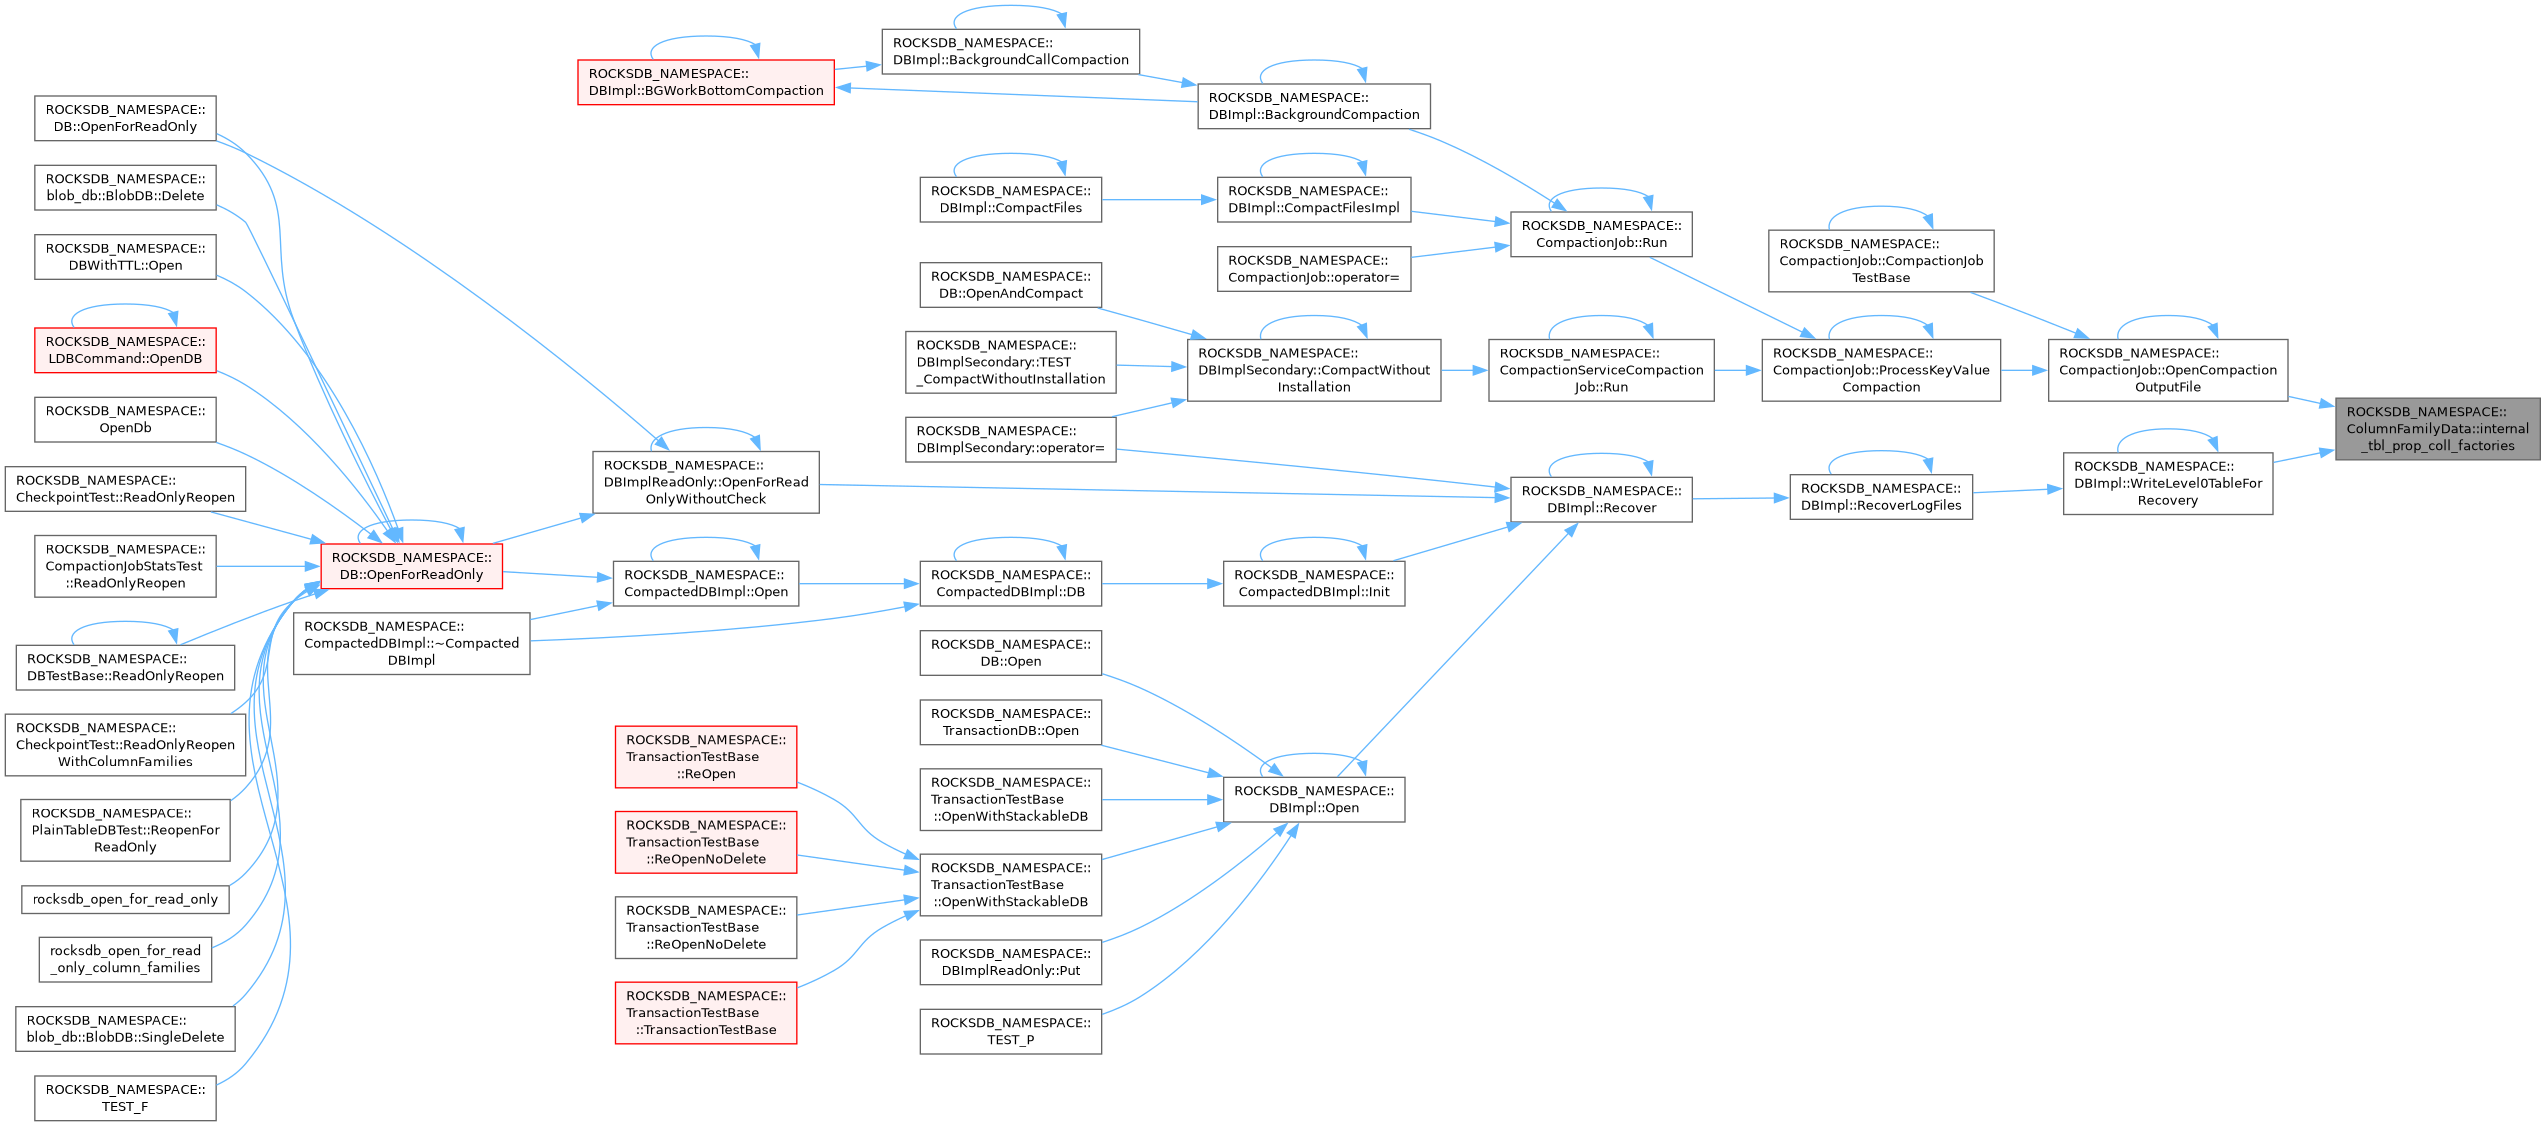 ROCKSDB_NAMESPACE::
DB::OpenForReadOnly
ROCKSDB_NAMESPACE::
blob_db::BlobDB::Delete
ROCKSDB_NAMESPACE::
DBWithTTL::Open
ROCKSDB_NAMESPACE::
LDBCommand::OpenDB
ROCKSDB_NAMESPACE::
OpenDb
ROCKSDB_NAMESPACE::
CheckpointTest::ReadOnlyReopen
ROCKSDB_NAMESPACE::
CompactionJobStatsTest
::ReadOnlyReopen
ROCKSDB_NAMESPACE::
DBTestBase::ReadOnlyReopen
ROCKSDB_NAMESPACE::
CheckpointTest::ReadOnlyReopen
WithColumnFamilies
ROCKSDB_NAMESPACE::
PlainTableDBTest::ReopenFor
ReadOnly
rocksdb_open_for_read_only
rocksdb_open_for_read
_only_column_families
ROCKSDB_NAMESPACE::
blob_db::BlobDB::SingleDelete
ROCKSDB_NAMESPACE::
TEST_F
ROCKSDB_NAMESPACE::
DB::OpenForReadOnly
ROCKSDB_NAMESPACE::
CompactedDBImpl::~Compacted
DBImpl
ROCKSDB_NAMESPACE::
DBImpl::BGWorkBottomCompaction
ROCKSDB_NAMESPACE::
DBImplReadOnly::OpenForRead
OnlyWithoutCheck
ROCKSDB_NAMESPACE::
CompactedDBImpl::Open
ROCKSDB_NAMESPACE::
TransactionTestBase
::ReOpen
ROCKSDB_NAMESPACE::
TransactionTestBase
::ReOpenNoDelete
ROCKSDB_NAMESPACE::
TransactionTestBase
::ReOpenNoDelete
ROCKSDB_NAMESPACE::
TransactionTestBase
::TransactionTestBase
ROCKSDB_NAMESPACE::
DBImpl::BackgroundCallCompaction
ROCKSDB_NAMESPACE::
DBImpl::CompactFiles
ROCKSDB_NAMESPACE::
DB::OpenAndCompact
ROCKSDB_NAMESPACE::
DBImplSecondary::TEST
_CompactWithoutInstallation
ROCKSDB_NAMESPACE::
DBImplSecondary::operator=
ROCKSDB_NAMESPACE::
CompactedDBImpl::DB
ROCKSDB_NAMESPACE::
DB::Open
ROCKSDB_NAMESPACE::
TransactionDB::Open
ROCKSDB_NAMESPACE::
TransactionTestBase
::OpenWithStackableDB
ROCKSDB_NAMESPACE::
TransactionTestBase
::OpenWithStackableDB
ROCKSDB_NAMESPACE::
DBImplReadOnly::Put
ROCKSDB_NAMESPACE::
TEST_P
ROCKSDB_NAMESPACE::
DBImpl::BackgroundCompaction
ROCKSDB_NAMESPACE::
DBImpl::CompactFilesImpl
ROCKSDB_NAMESPACE::
CompactionJob::operator=
ROCKSDB_NAMESPACE::
DBImplSecondary::CompactWithout
Installation
ROCKSDB_NAMESPACE::
CompactedDBImpl::Init
ROCKSDB_NAMESPACE::
DBImpl::Open
ROCKSDB_NAMESPACE::
CompactionJob::Run
ROCKSDB_NAMESPACE::
CompactionServiceCompaction
Job::Run
ROCKSDB_NAMESPACE::
DBImpl::Recover
ROCKSDB_NAMESPACE::
CompactionJob::CompactionJob
TestBase
ROCKSDB_NAMESPACE::
CompactionJob::ProcessKeyValue
Compaction
ROCKSDB_NAMESPACE::
DBImpl::RecoverLogFiles
ROCKSDB_NAMESPACE::
CompactionJob::OpenCompaction
OutputFile
ROCKSDB_NAMESPACE::
DBImpl::WriteLevel0TableFor
Recovery
ROCKSDB_NAMESPACE::
ColumnFamilyData::internal
_tbl_prop_coll_factories